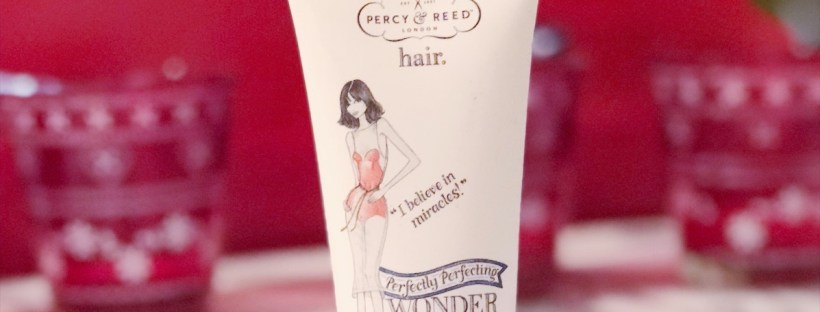 PERCY & REED
LONDON
hair.
"I believe in
miracles!"
Perfectly Perfecting
WONDER